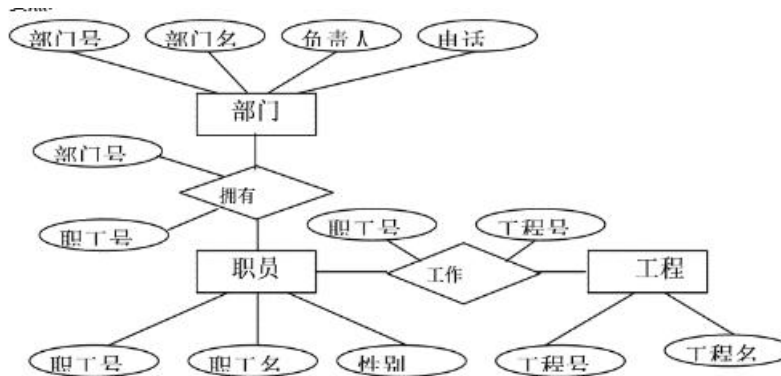 部门号 部门名 负责人 电话
部门
部门号
拥有
职工号
职工号 工程号
职员 工作 工程
职工号 职工名 性别 工程号 工程名